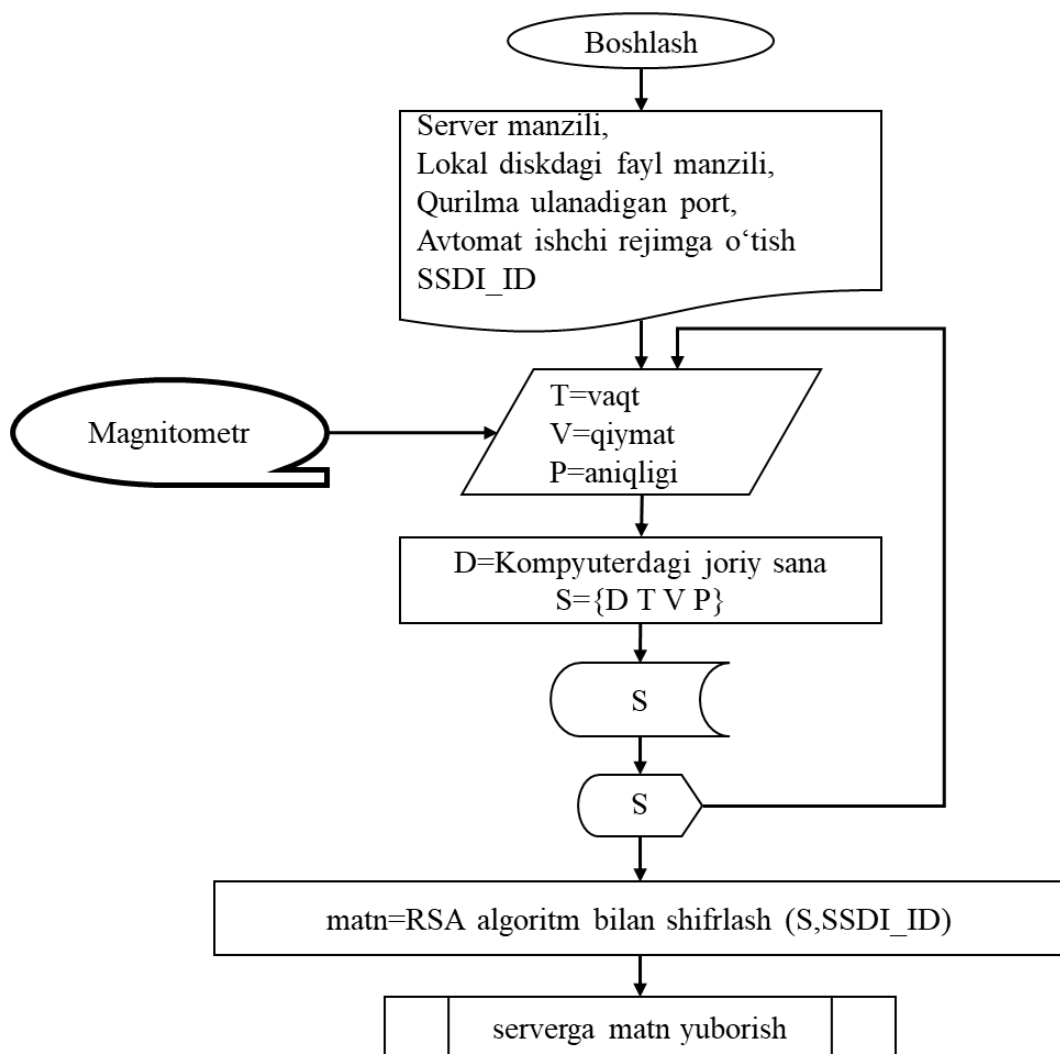 Boshlash
Server manzili,
Lokal diskdagi fayl manzili,
Qurilma ulanadigan port,
Avtomat ishchi rejimga o‘tish
SSDI_ID
Magnitometr
T=vaqt
V=qiymat
P=aniqligi
D=Kompyuterdagi joriy sana
S={D T V P}
S
S
matn=RSA algoritm bilan shifrlash (S,SSDI_ID)
serverga matn yuborish